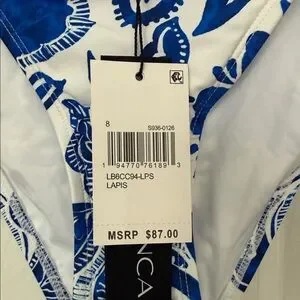 8
S936-0126
1 94770 76189 3
LB6CC94-LPS
LAPIS
MSRP $87.00
NCA